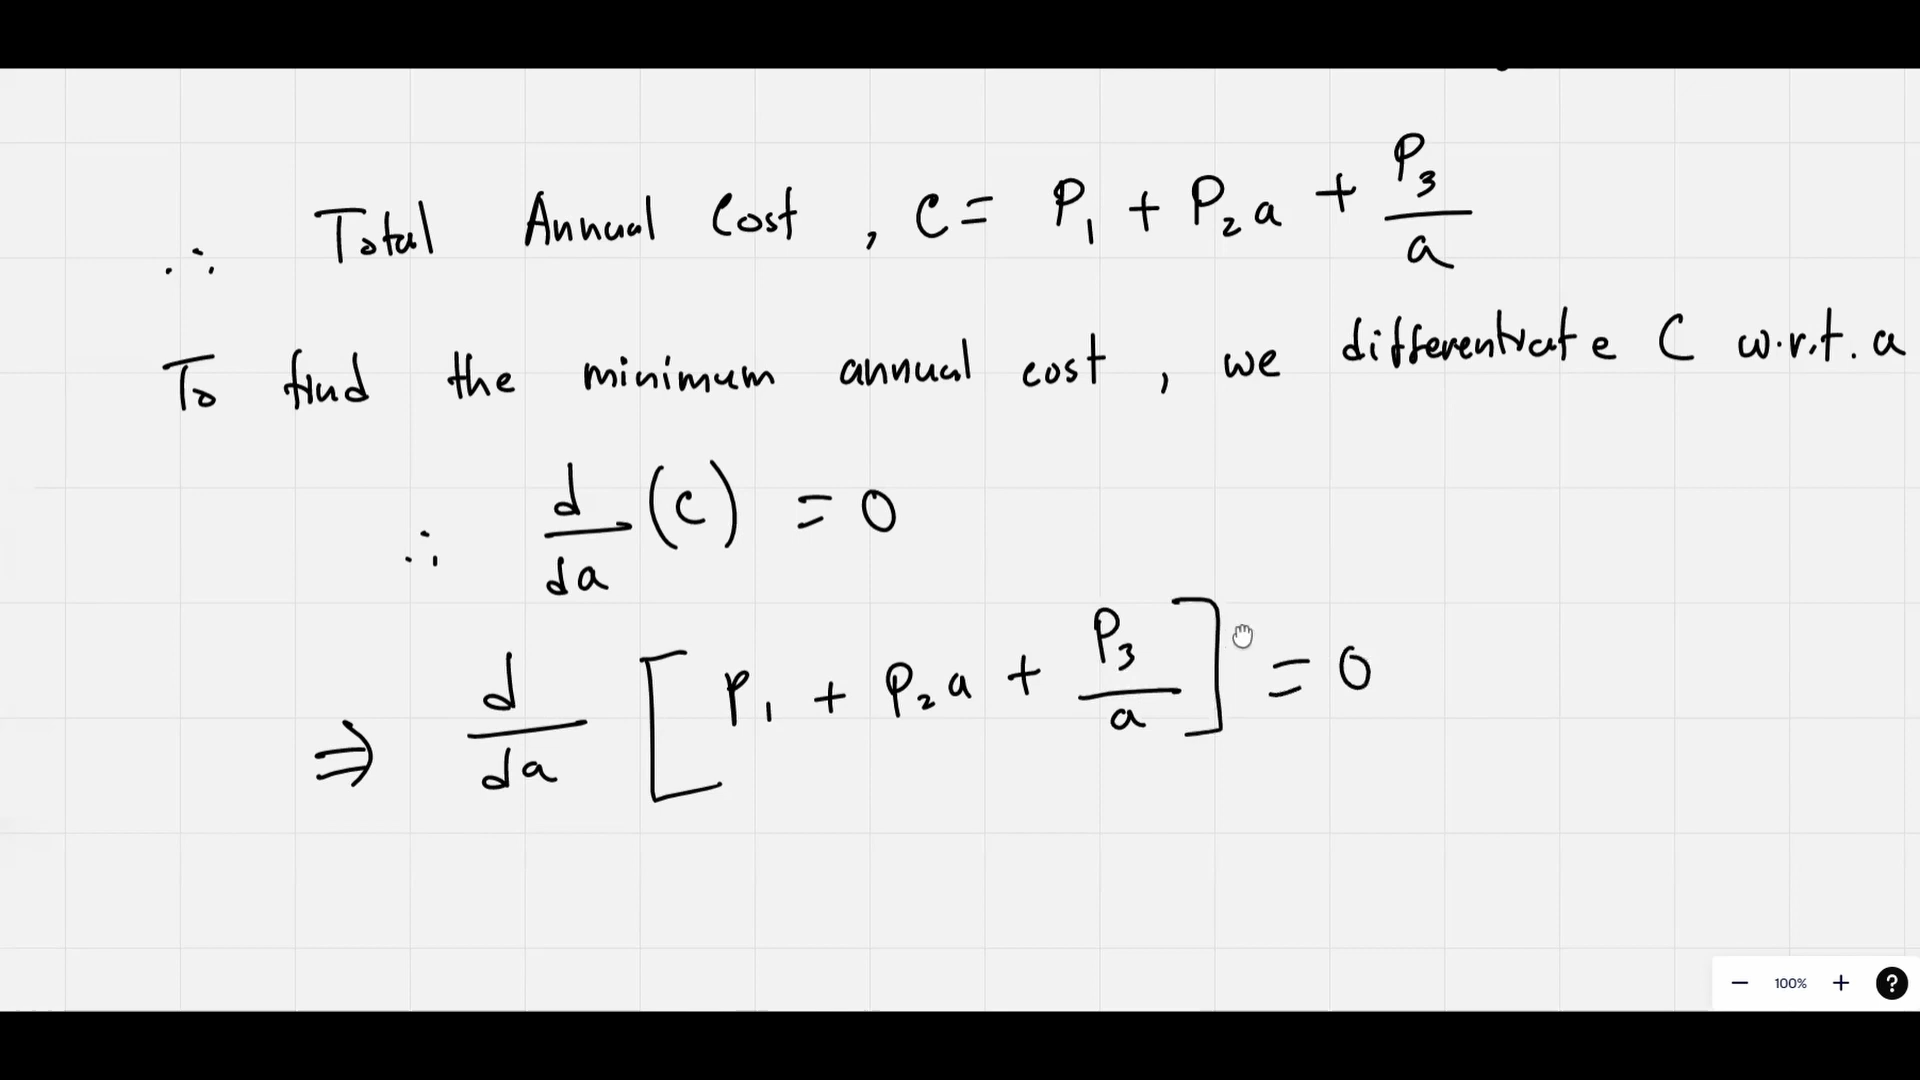 ∴ Total Annual Cost, C = P₁ + P₂a + P₃/a
To find the minimum annual cost, we differentiate C w.r.t. a
∴ d/da (C) = 0
⇒ d/da [P₁ + P₂a + P₃/a] = 0
− 100% + ?